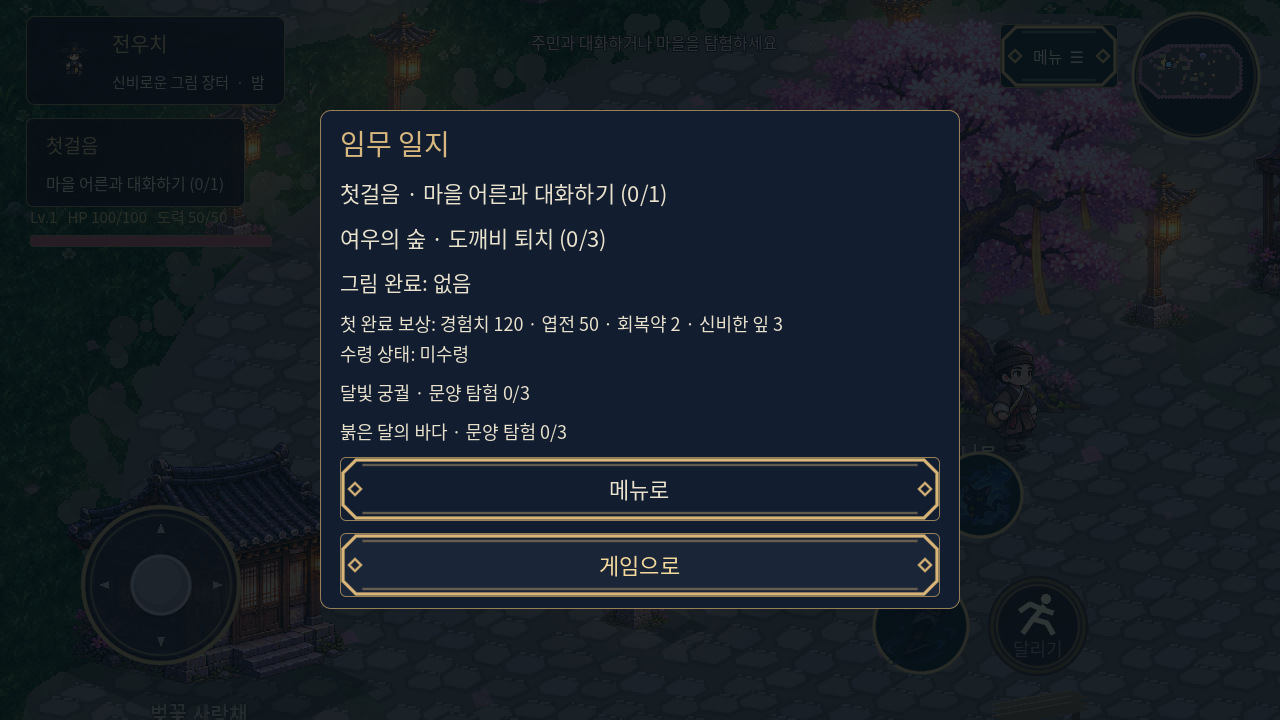 전우치
신비로운 그림 장터 · 밤
주민과 대화하거나 마을을 탐험하세요
메뉴 ☰
첫걸음
마을 어른과 대화하기 (0/1)
Lv.1 HP 100/100 도력 50/50
임무 일지
첫걸음 · 마을 어른과 대화하기 (0/1)
여우의 숲 · 도깨비 퇴치 (0/3)
그림 완료: 없음
첫 완료 보상: 경험치 120 · 엽전 50 · 회복약 2 · 신비한 잎 3
수령 상태: 미수령
달빛 궁궐 · 문양 탐험 0/3
붉은 달의 바다 · 문양 탐험 0/3
메뉴로
게임으로
달리기
벚꽃 사랑채